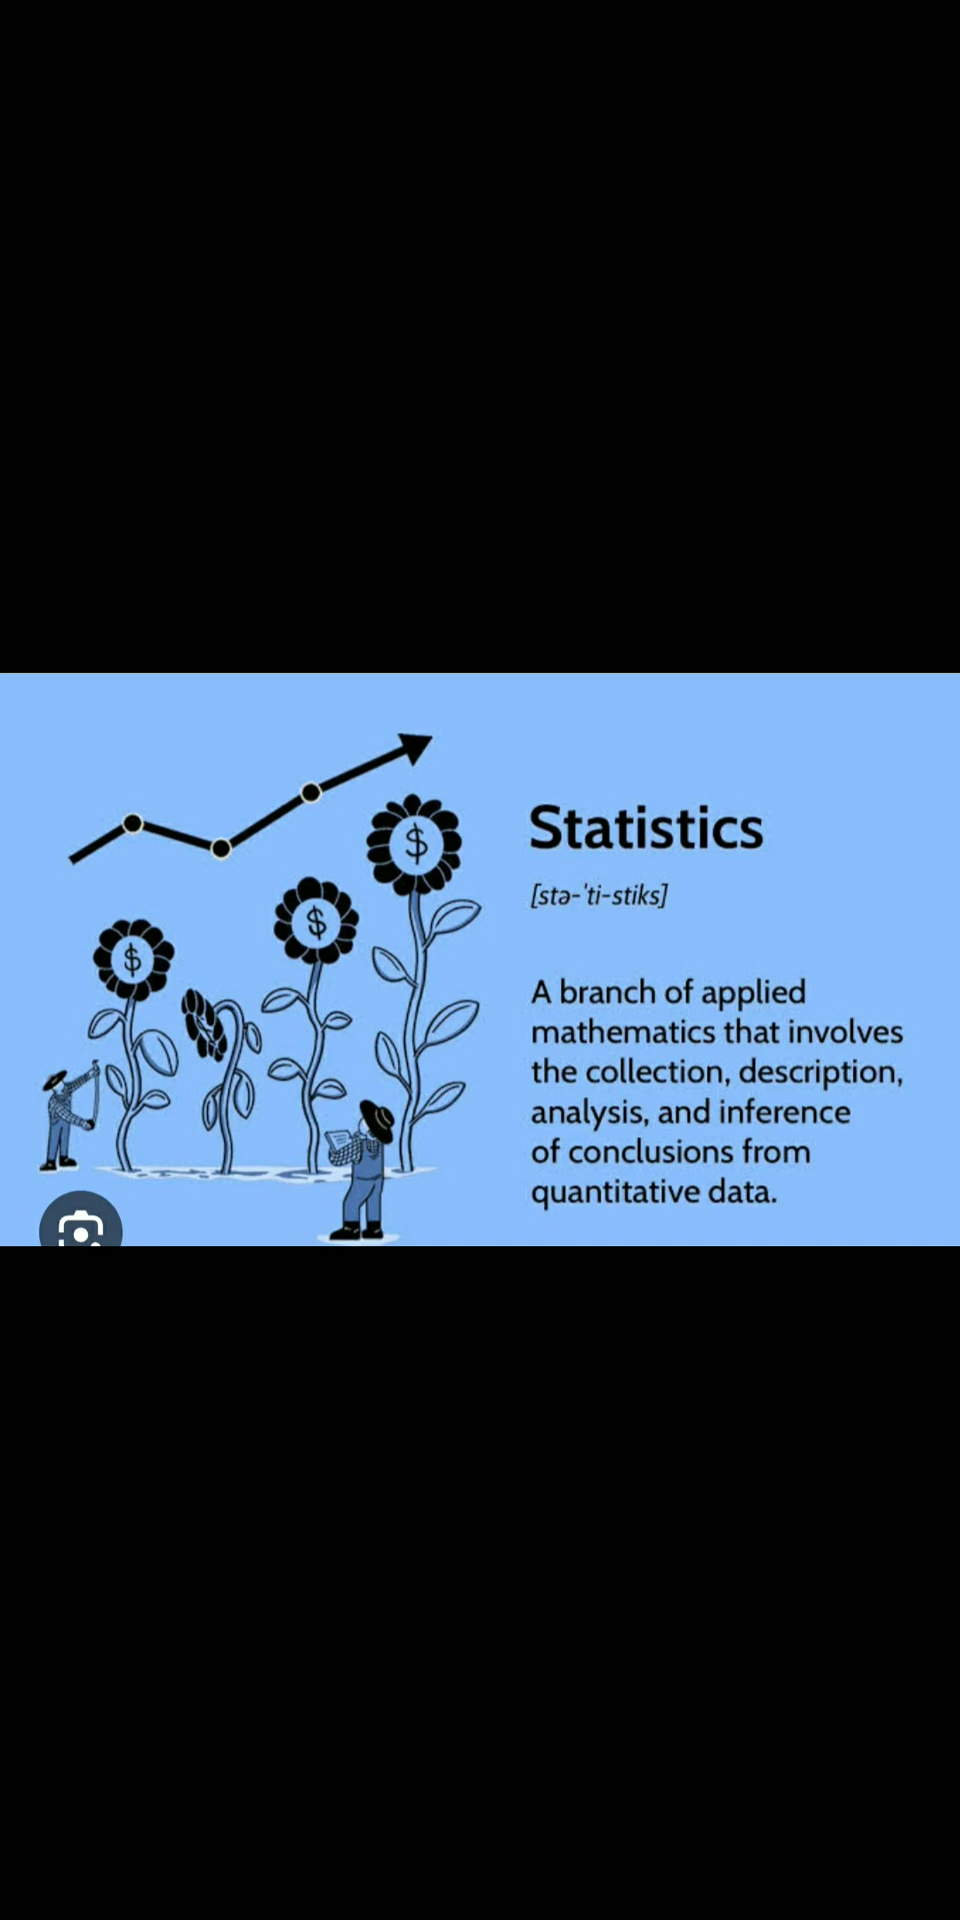 $
$
$
Statistics
[stə-ˈti-stiks]
A branch of applied
mathematics that involves
the collection, description,
analysis, and inference
of conclusions from
quantitative data.